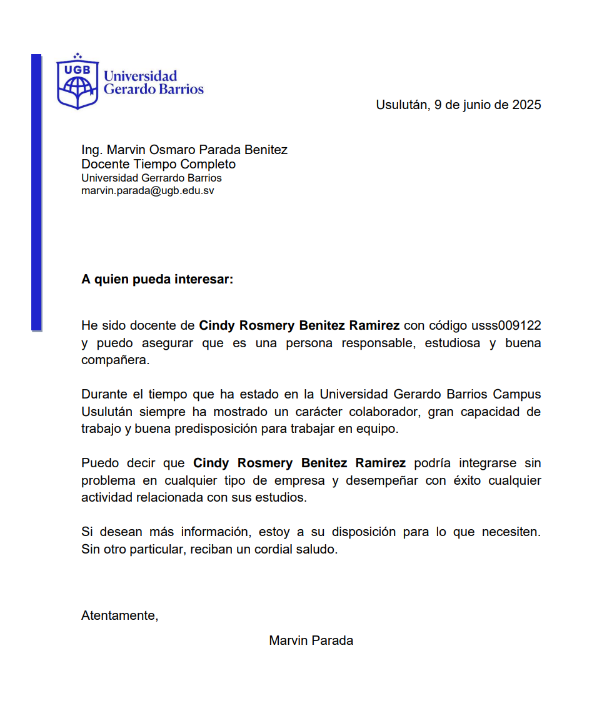 UGB
Universidad
Gerardo Barrios
Usulután, 9 de junio de 2025
Ing. Marvin Osmaro Parada Benitez
Docente Tiempo Completo
Universidad Gerrardo Barrios
marvin.parada@ugb.edu.sv
A quien pueda interesar:
He sido docente de Cindy Rosmery Benitez Ramirez con código usss009122
y puedo asegurar que es una persona responsable, estudiosa y buena
compañera.
Durante el tiempo que ha estado en la Universidad Gerardo Barrios Campus
Usulután siempre ha mostrado un carácter colaborador, gran capacidad de
trabajo y buena predisposición para trabajar en equipo.
Puedo decir que Cindy Rosmery Benitez Ramirez podría integrarse sin
problema en cualquier tipo de empresa y desempeñar con éxito cualquier
actividad relacionada con sus estudios.
Si desean más información, estoy a su disposición para lo que necesiten.
Sin otro particular, reciban un cordial saludo.
Atentamente,
Marvin Parada